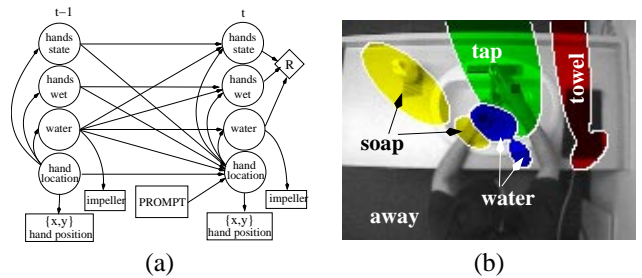 t−1
t
hands
state
hands
wet
water
hand
location
impeller
{x,y}
hand position
PROMPT
hands
state
hands
wet
water
hand
location
R
impeller
{x,y}
hand position
(a)
tap
towel
soap
water
away
(b)